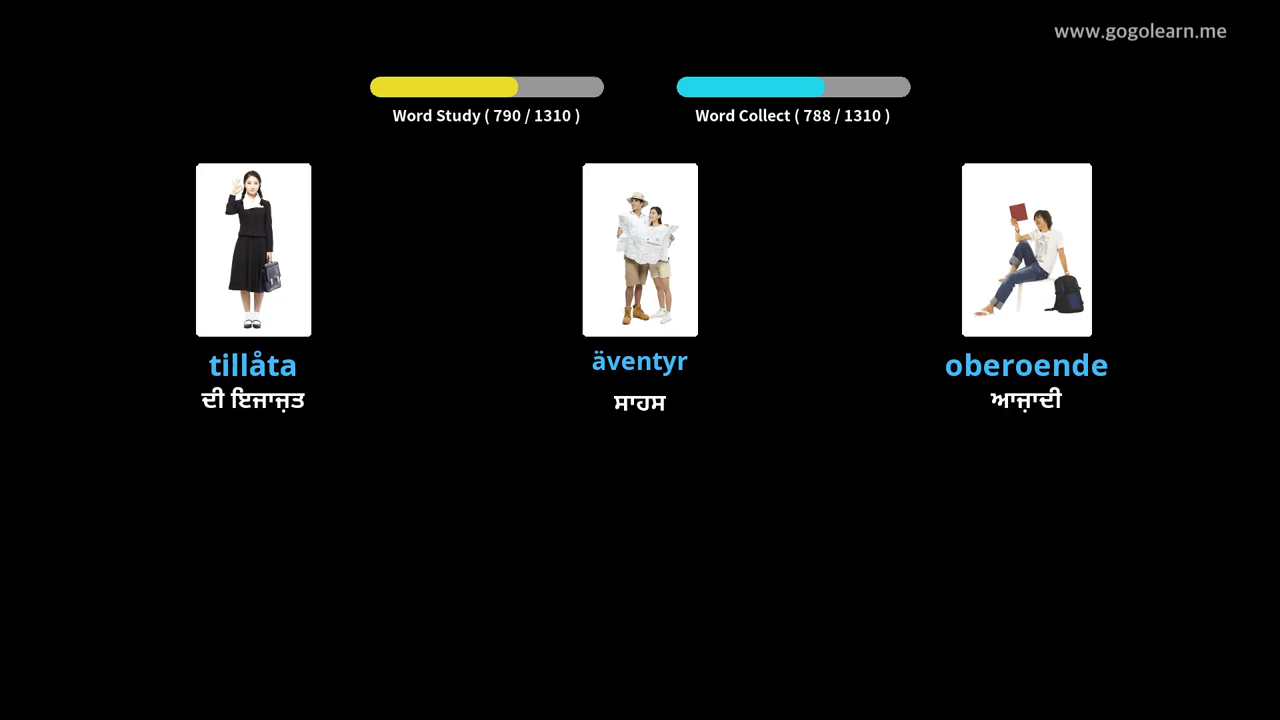 www.gogolearn.me
Word Study ( 790 / 1310 )
Word Collect ( 788 / 1310 )
tillåta
äventyr
oberoende
ਦੀ ਇਜਾਜ਼ਤ
ਸਾਹਸ
ਆਜ਼ਾਦੀ